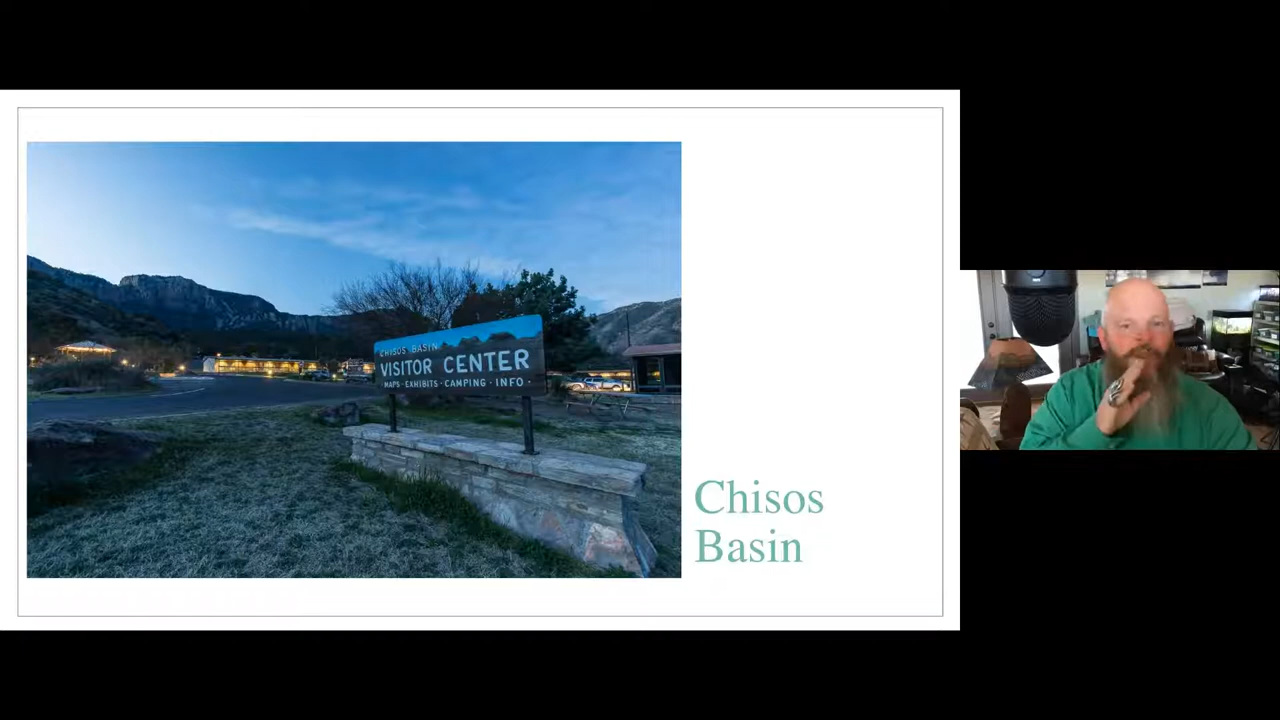 CHISOS BASIN
VISITOR CENTER
MAPS · EXHIBITS · CAMPING · INFO ·
Chisos
Basin